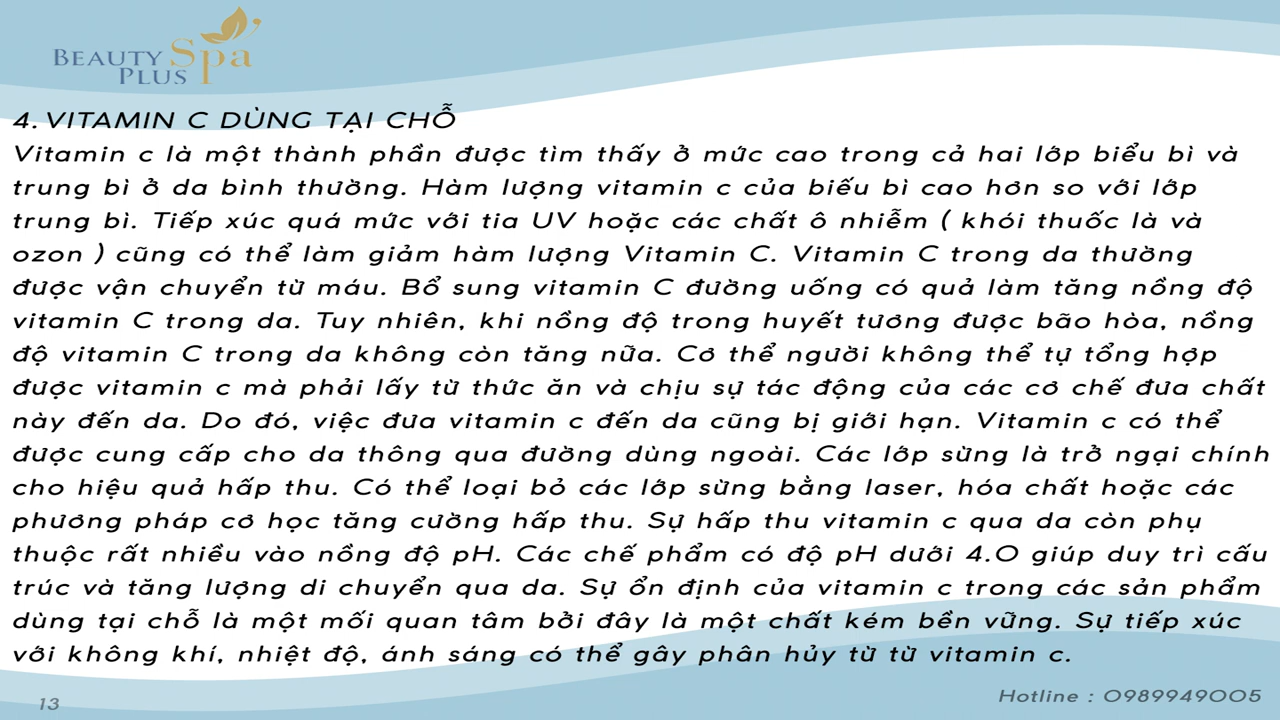 BEAUTY Spa
PLUS
4. VITAMIN C DÙNG TẠI CHỖ
Vitamin c là một thành phần được tìm thấy ở mức cao trong cả hai lớp biểu bì và
trung bì ở da bình thường. Hàm lượng vitamin c của biếu bì cao hơn so với lớp
trung bì. Tiếp xúc quá mức với tia UV hoặc các chất ô nhiễm ( khói thuốc là và
ozon ) cũng có thể làm giảm hàm lượng Vitamin C. Vitamin C trong da thường
được vận chuyển từ máu. Bổ sung vitamin C đường uống có quả làm tăng nồng độ
vitamin C trong da. Tuy nhiên, khi nồng độ trong huyết tương được bão hòa, nồng
độ vitamin C trong da không còn tăng nữa. Cơ thể người không thể tự tổng hợp
được vitamin c mà phải lấy từ thức ăn và chịu sự tác động của các cơ chế đưa chất
này đến da. Do đó, việc đưa vitamin c đến da cũng bị giới hạn. Vitamin c có thể
được cung cấp cho da thông qua đường dùng ngoài. Các lớp sừng là trở ngại chính
cho hiệu quả hấp thu. Có thể loại bỏ các lớp sừng bằng laser, hóa chất hoặc các
phương pháp cơ học tăng cường hấp thu. Sự hấp thu vitamin c qua da còn phụ
thuộc rất nhiều vào nồng độ pH. Các chế phẩm có độ pH dưới 4.0 giúp duy trì cấu
trúc và tăng lượng di chuyển qua da. Sự ổn định của vitamin c trong các sản phẩm
dùng tại chỗ là một mối quan tâm bởi đây là một chất kém bền vững. Sự tiếp xúc
với không khí, nhiệt độ, ánh sáng có thể gây phân hủy từ từ vitamin c.
13
Hotline : 0989949005